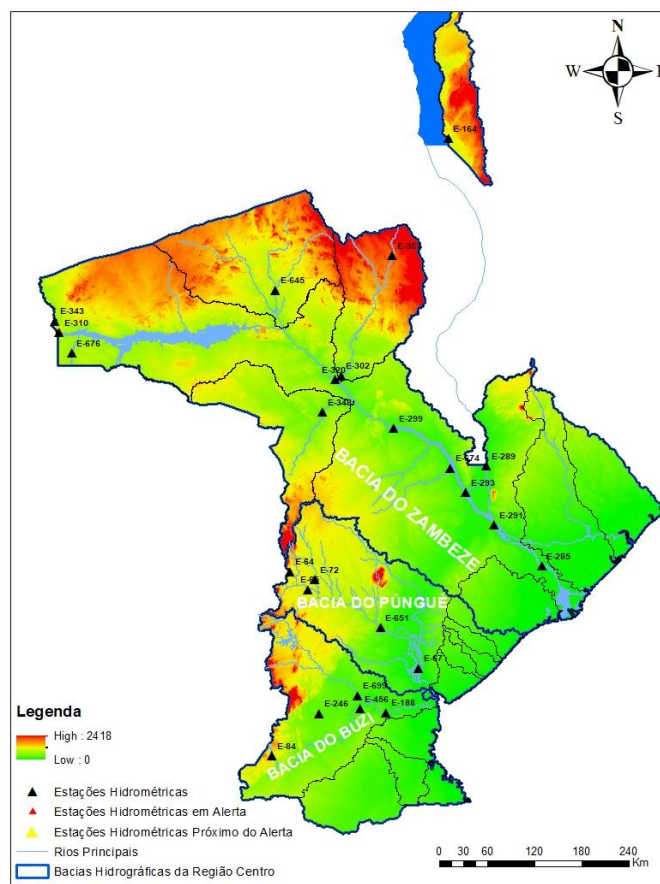 N
W
E
S
E-164
E-367
E-645
E-343
E-310
E-676
E-302
E-320
E-348
E-299
E-289
E-574
E-293
E-291
E-285
BACIA DO ZAMBEZE
E-64
E-72
BACIA DO PÚNGUE
E-651
E-67
E-699
E-456
E-188
E-246
E-84
BACIA DO BUZI
Legenda
High : 2418
Low : 0
Estações Hidrométricas
Estações Hidrométricas em Alerta
Estações Hidrométricas Próximo do Alerta
Rios Principais
Bacias Hidrográficas da Região Centro
0 30 60 120 180 240
Km